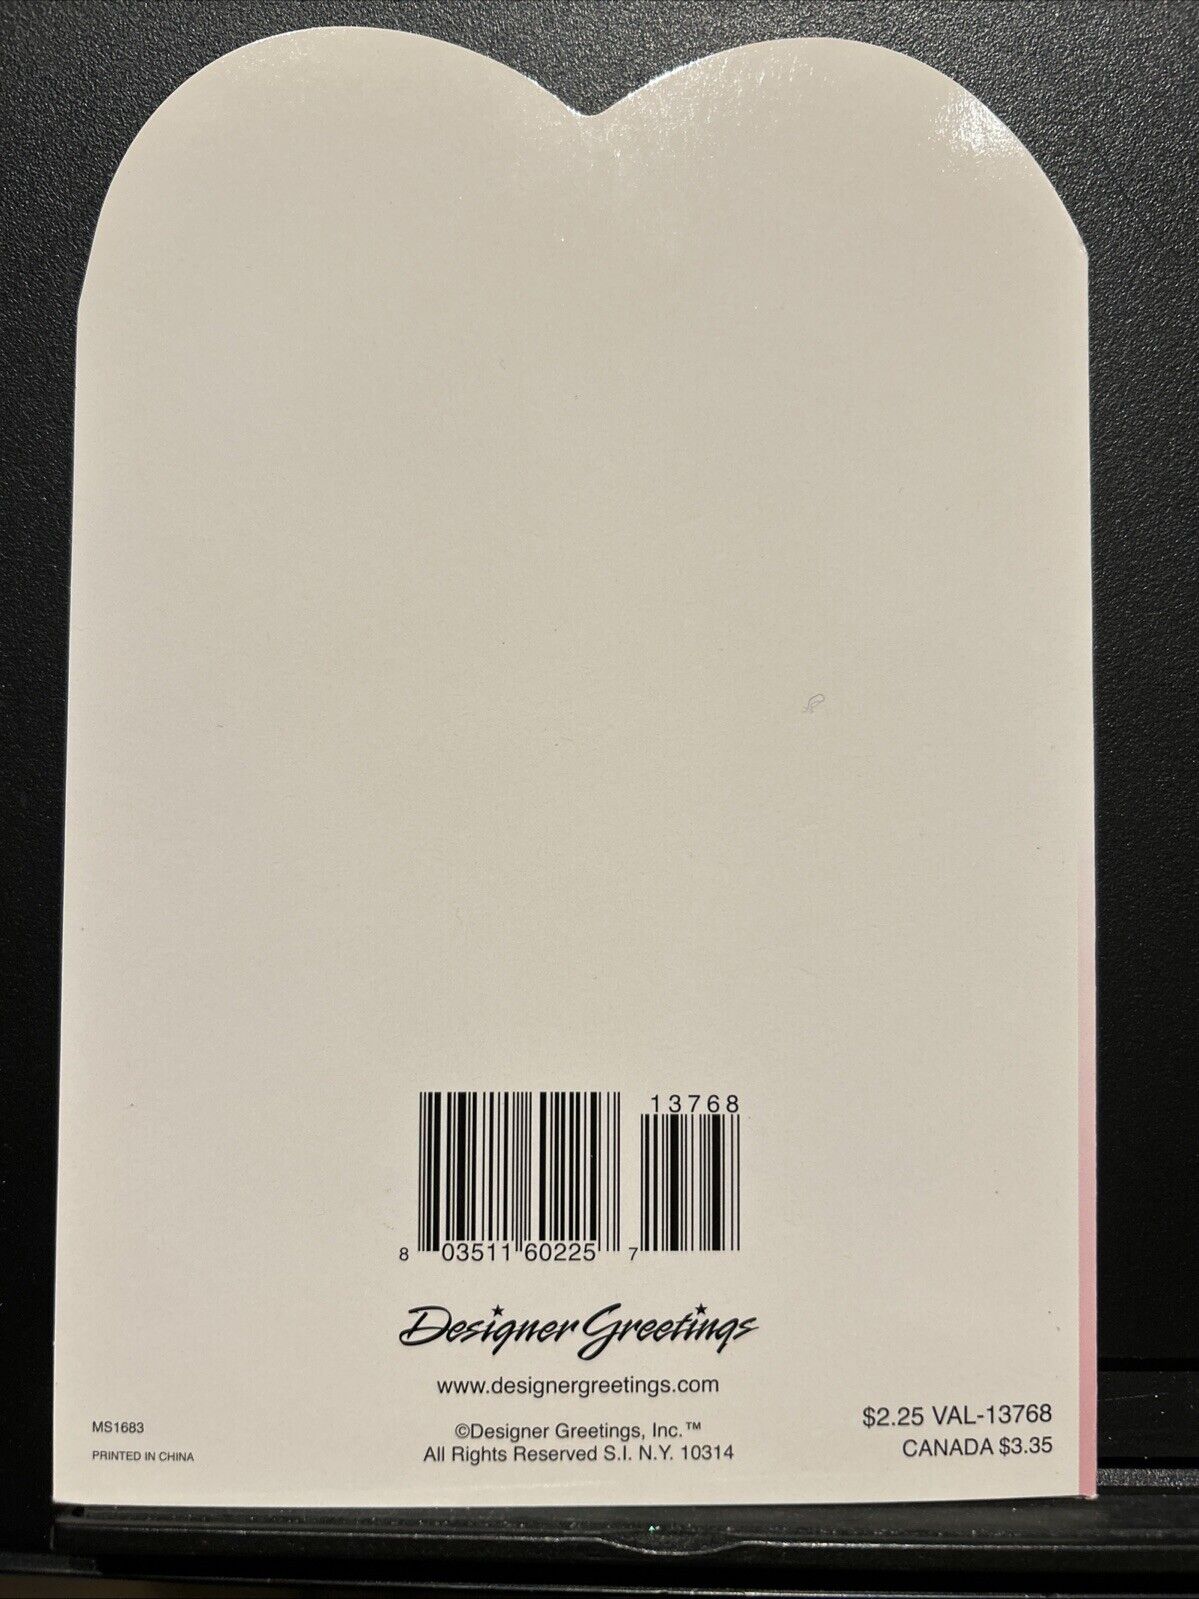 13768
8 03511 60225 7
Designer Greetings
www.designergreetings.com
©Designer Greetings, Inc.™
All Rights Reserved S.I. N.Y. 10314
MS1683
PRINTED IN CHINA
$2.25 VAL-13768
CANADA $3.35